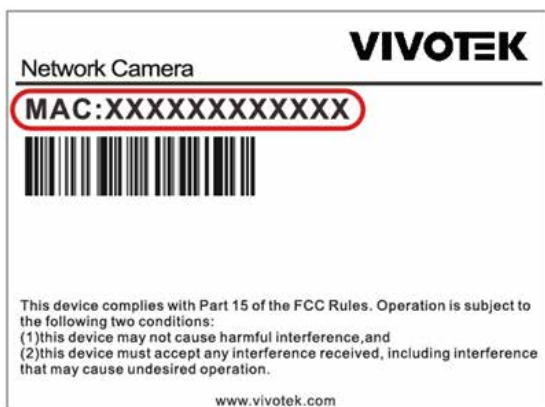 VIVOTEK
Network Camera
MAC:XXXXXXXXXXXX
This device complies with Part 15 of the FCC Rules. Operation is subject to
the following two conditions:
(1)this device may not cause harmful interference,and
(2)this device must accept any interference received, including interference
that may cause undesired operation.
www.vivotek.com